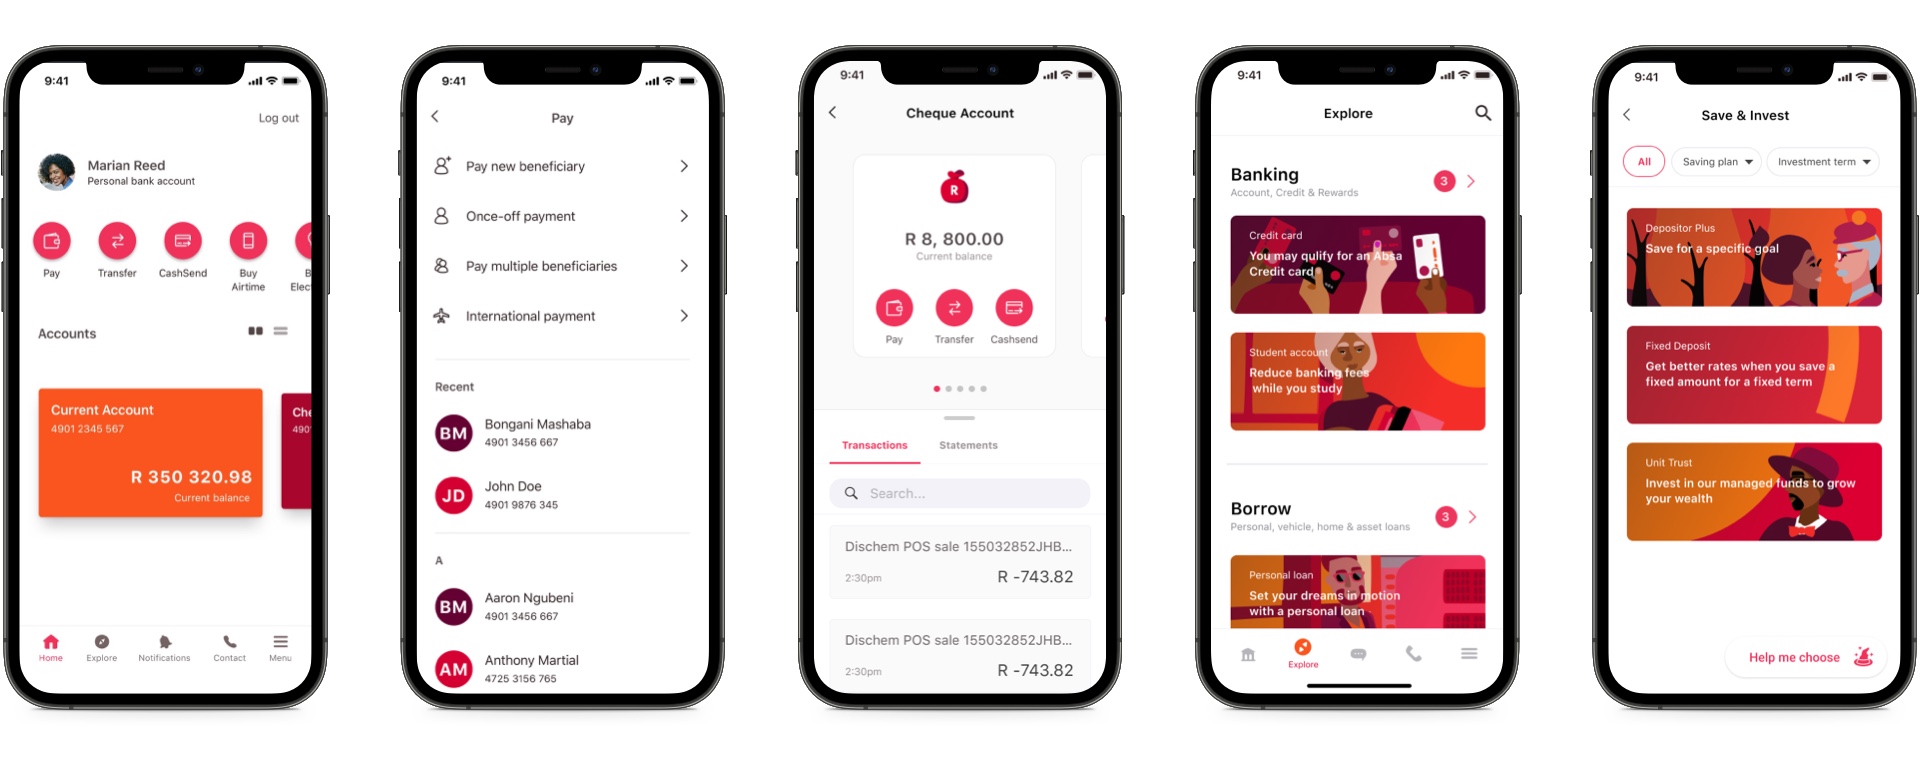 9:41
Log out
Marian Reed
Personal bank account
Pay
Transfer
CashSend
Buy
Airtime
B
Elec
Accounts
Current Account
4901 2345 567
R 350 320.98
Current balance
Che
490
Home
Explore
Notifications
Contact
Menu
9:41
Pay
Pay new beneficiary
Once-off payment
Pay multiple beneficiaries
International payment
Recent
BM
Bongani Mashaba
4901 3456 667
JD
John Doe
4901 9876 345
A
BM
Aaron Ngubeni
4901 3456 667
AM
Anthony Martial
4725 3156 765
9:41
Cheque Account
R
R 8, 800.00
Current balance
Pay
Transfer
Cashsend
Transactions
Statements
Search...
Dischem POS sale 155032852JHB...
2:30pm
R -743.82
Dischem POS sale 155032852JHB...
2:30pm
R -743.82
9:41
Explore
Banking
Account, Credit & Rewards
3
Credit card
You may qulify for an Absa
Credit card
Student account
Reduce banking fees
while you study
Borrow
Personal, vehicle, home & asset loans
3
Personal loan
Set your dreams in motion
with a personal loan
Explore
9:41
Save & Invest
All
Saving plan
Investment term
Depositor Plus
Save for a specific goal
Fixed Deposit
Get better rates when you save a
fixed amount for a fixed term
Unit Trust
Invest in our managed funds to grow
your wealth
Help me choose